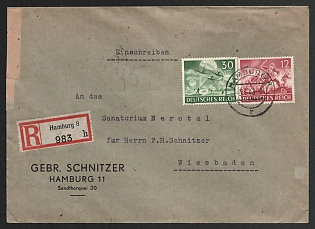 Einschreiben
30
DEUTSCHES REICH
12
DEUTSCHES REICH
An das
Sanatorium Nerotal
für Herrn F.H.Schnitzer
Wiesbaden
R
Hamburg 8
983 h
GEBR. SCHNITZER
HAMBURG 11